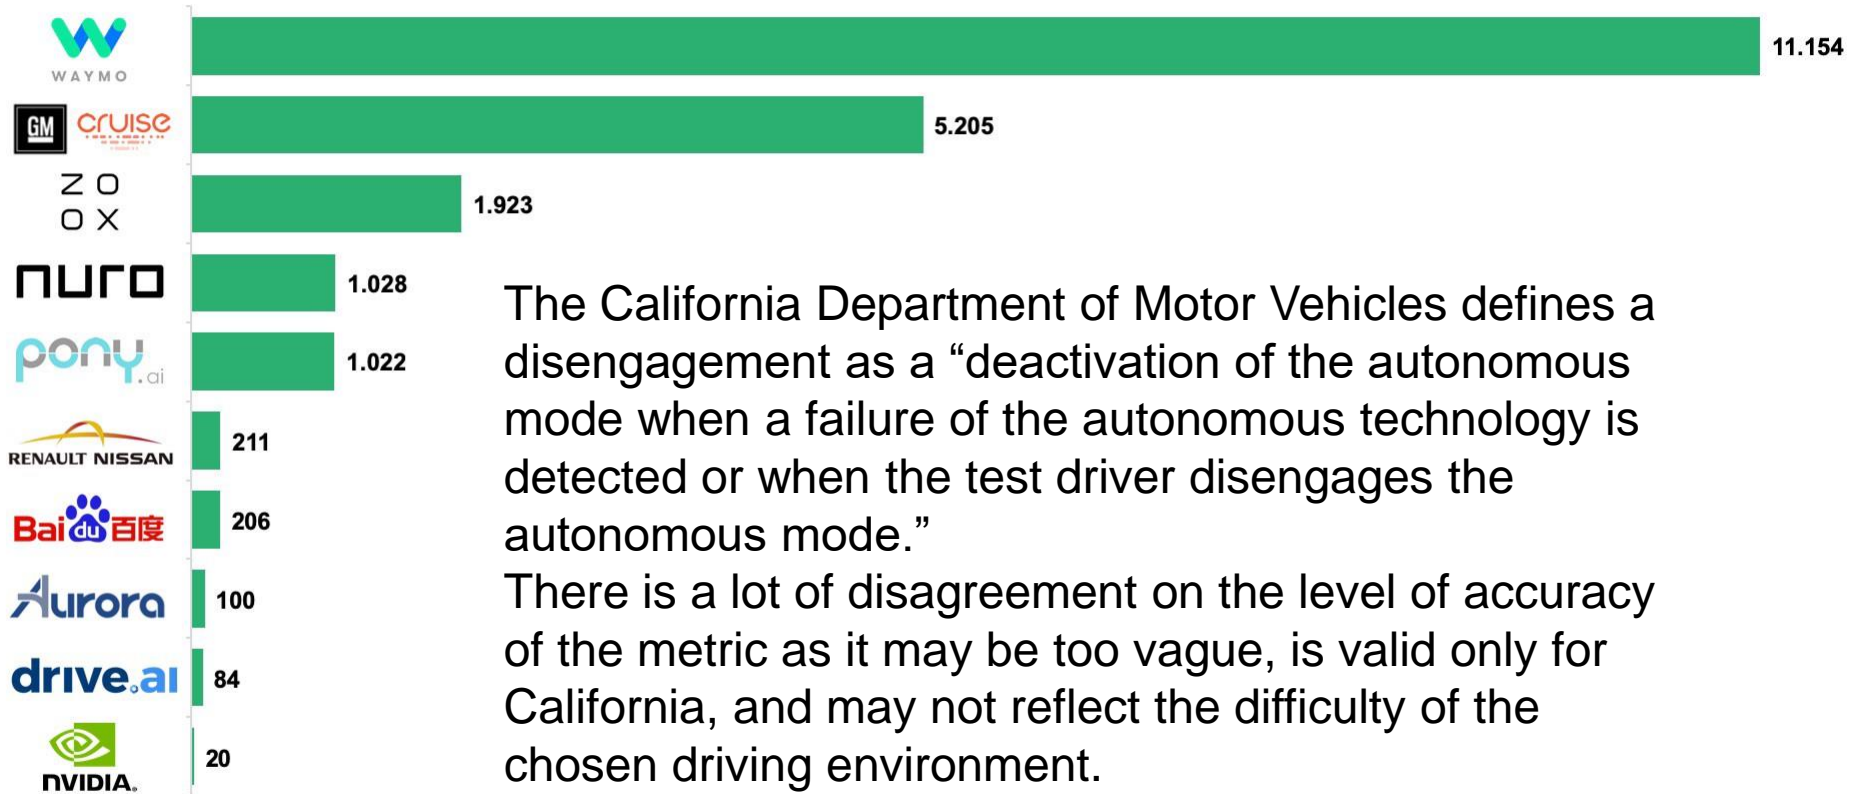 WAYMO
11.154
GM cruise
5.205
ZO
OX
1.923
nuro
1.028
pony.ai
1.022
RENAULT NISSAN
211
Baidu百度
206
Aurora
100
drive.ai
84
NVIDIA.
20
The California Department of Motor Vehicles defines a
disengagement as a “deactivation of the autonomous
mode when a failure of the autonomous technology is
detected or when the test driver disengages the
autonomous mode.”
There is a lot of disagreement on the level of accuracy
of the metric as it may be too vague, is valid only for
California, and may not reflect the difficulty of the
chosen driving environment.